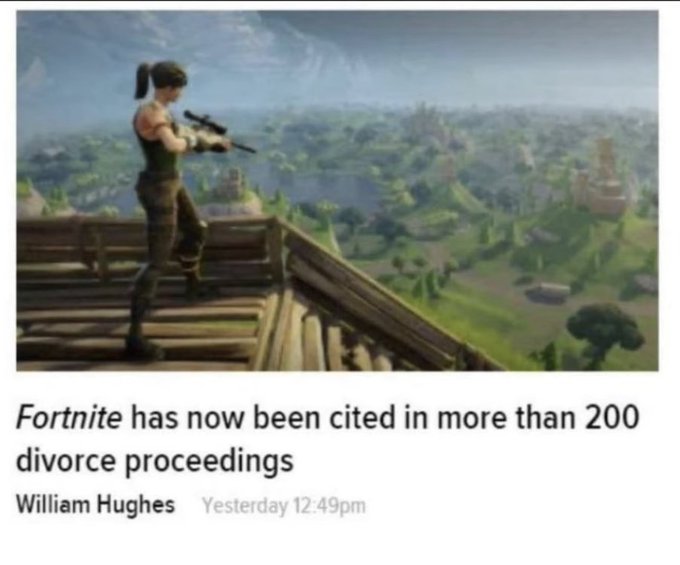 Fortnite has now been cited in more than 200
divorce proceedings
William Hughes Yesterday 12:49pm